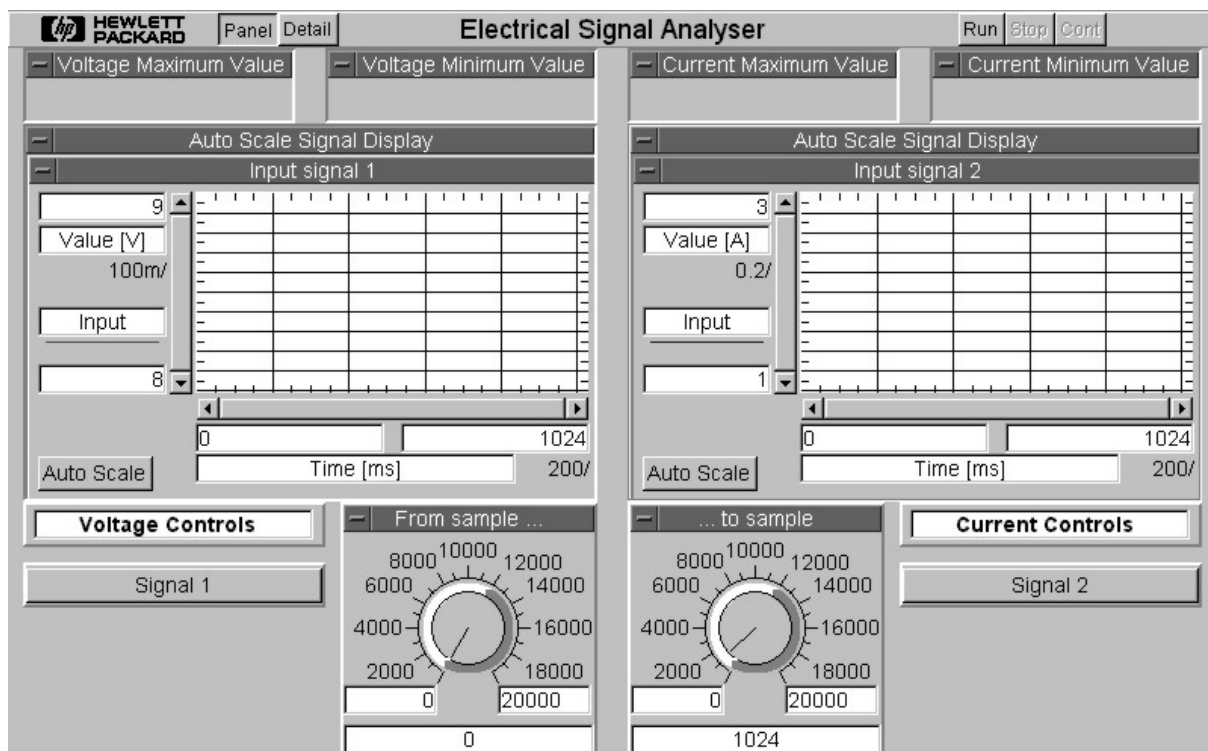 hp HEWLETT PACKARD Panel Detail Electrical Signal Analyser Run Stop Cont
Voltage Maximum Value
Voltage Minimum Value
Current Maximum Value
Current Minimum Value
Auto Scale Signal Display
Input signal 1
9
Value [V]
100m/
Input
8
0
1024
Auto Scale
Time [ms]
200/
Auto Scale Signal Display
Input signal 2
3
Value [A]
0.2/
Input
1
0
1024
Auto Scale
Time [ms]
200/
Voltage Controls
Signal 1
From sample ...
10000
8000
12000
6000
14000
4000
16000
2000
18000
0
20000
0
... to sample
10000
8000
12000
6000
14000
4000
16000
2000
18000
0
20000
1024
Current Controls
Signal 2